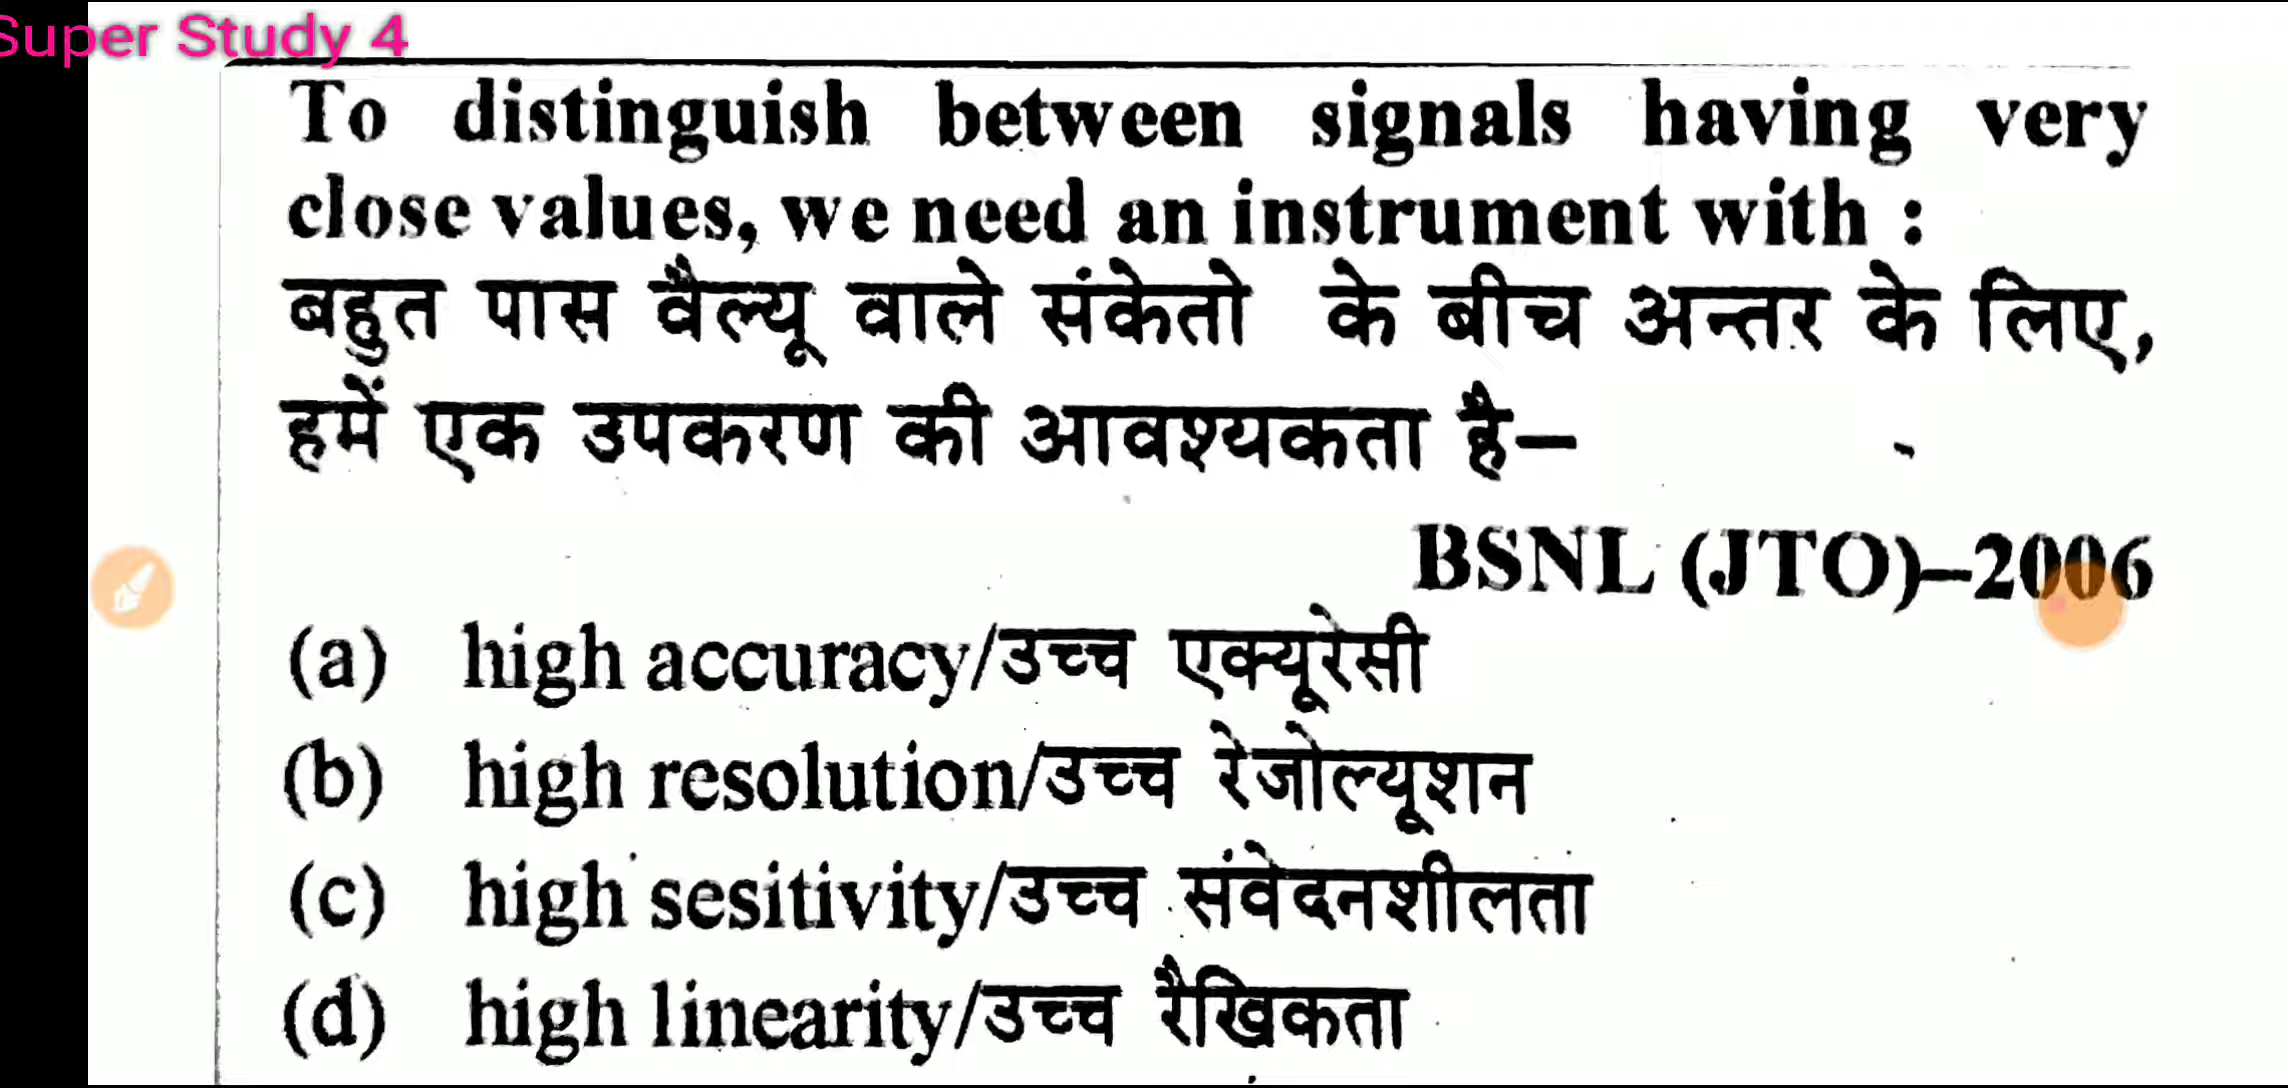 Super Study 4
To distinguish between signals having very
close values, we need an instrument with :
बहुत पास वैल्यू वाले संकेतो के बीच अन्तर के लिए,
हमें एक उपकरण की आवश्यकता है–
BSNL (JTO)–2006
(a) high accuracy/उच्च एक्यूरेसी
(b) high resolution/उच्च रेजोल्यूशन
(c) high sesitivity/उच्च संवेदनशीलता
(d) high linearity/उच्च रैखिकता